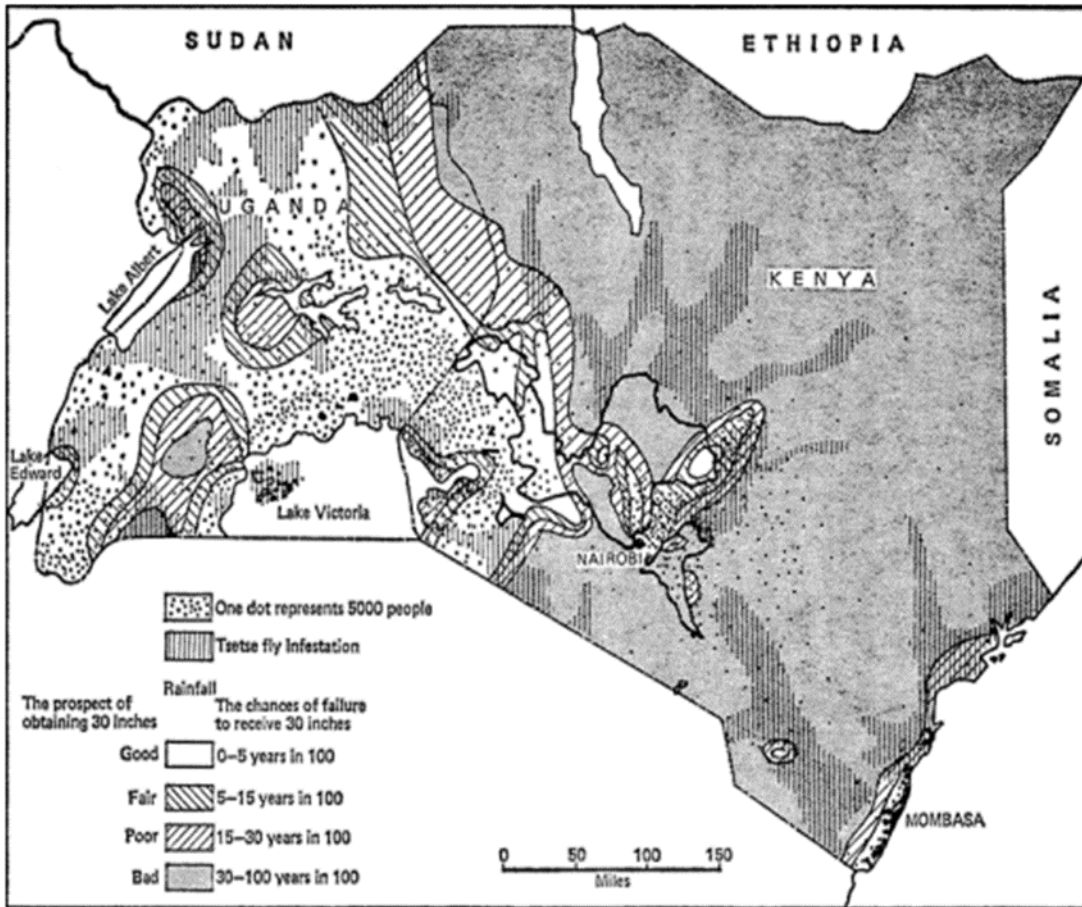 SUDAN
ETHIOPIA
UGANDA
Lake Albert
KENYA
SOMALIA
Lake
Edward
Lake Victoria
NAIROBI
MOMBASA
One dot represents 5000 people
Tsetse fly Infestation
Rainfall
The prospect of
obtaining 30 Inches
The chances of failure
to receive 30 inches
Good
0–5 years in 100
Fair
5–15 years in 100
Poor
15–30 years in 100
Bad
30–100 years in 100
0 50 100 150
Miles